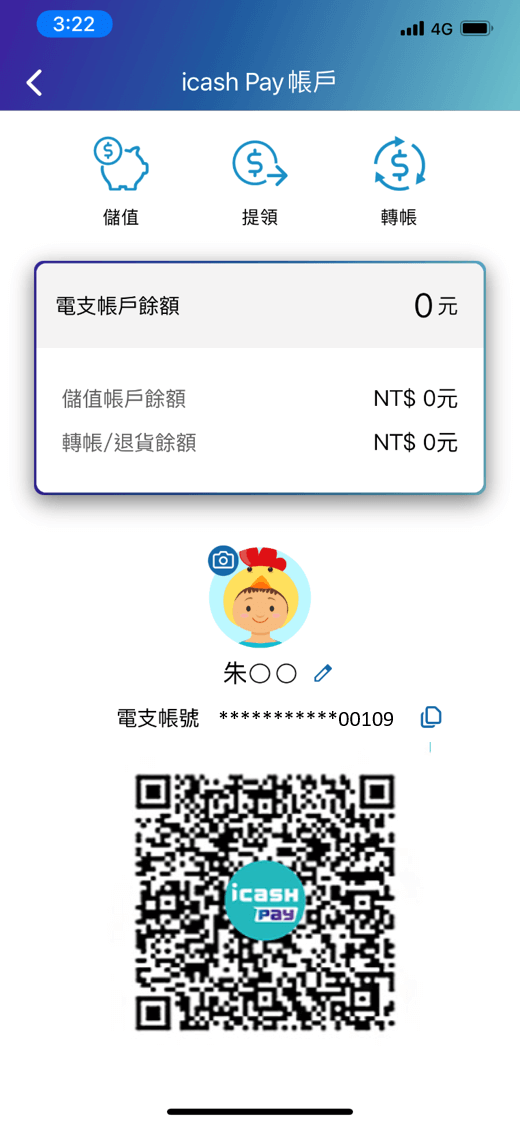 3:22
4G
icash Pay帳戶
儲值 提領 轉帳
電支帳戶餘額 0元
儲值帳戶餘額 NT$ 0元
轉帳/退貨餘額 NT$ 0元
朱〇〇
電支帳號 ***********00109
icash
Pay